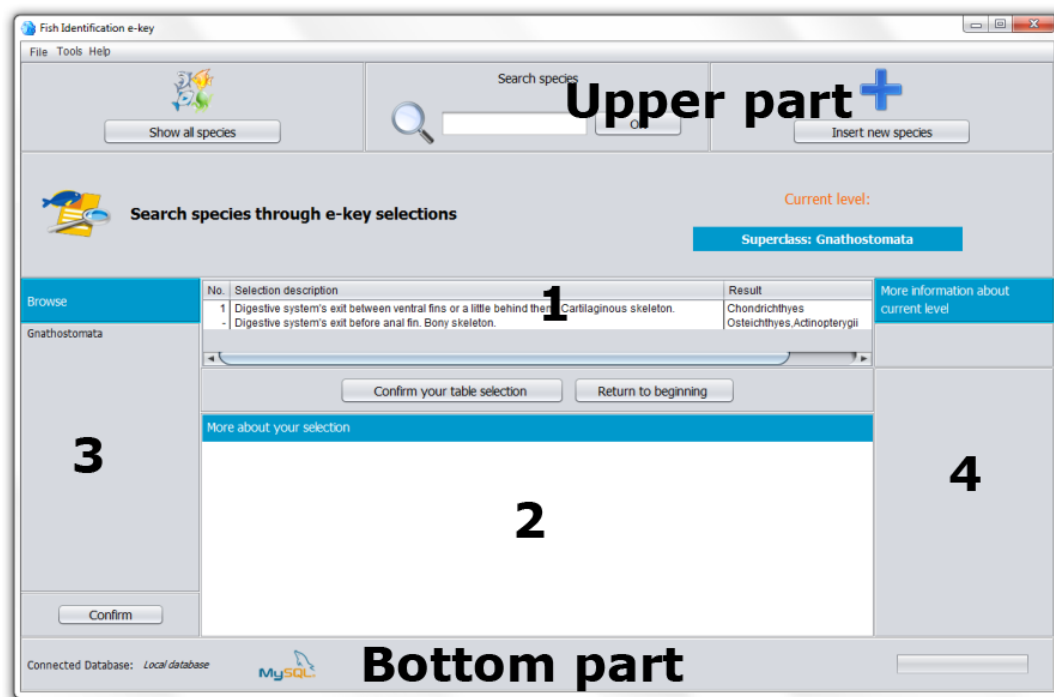 Fish Identification e-key
File Tools Help
Search species
Upper part
Show all species
Insert new species
Search species through e-key selections
Current level:
Superclass: Gnathostomata
Browse
Gnathostomata
3
Confirm
No. Selection description Result
1 Digestive system's exit between ventral fins or a little behind them. Cartilaginous skeleton. Chondrichthyes
- Digestive system's exit before anal fin. Bony skeleton. Osteichthyes,Actinopterygii
1
Confirm your table selection Return to beginning
More about your selection
2
More information about
current level
4
Connected Database: Local database
MySQL.
Bottom part